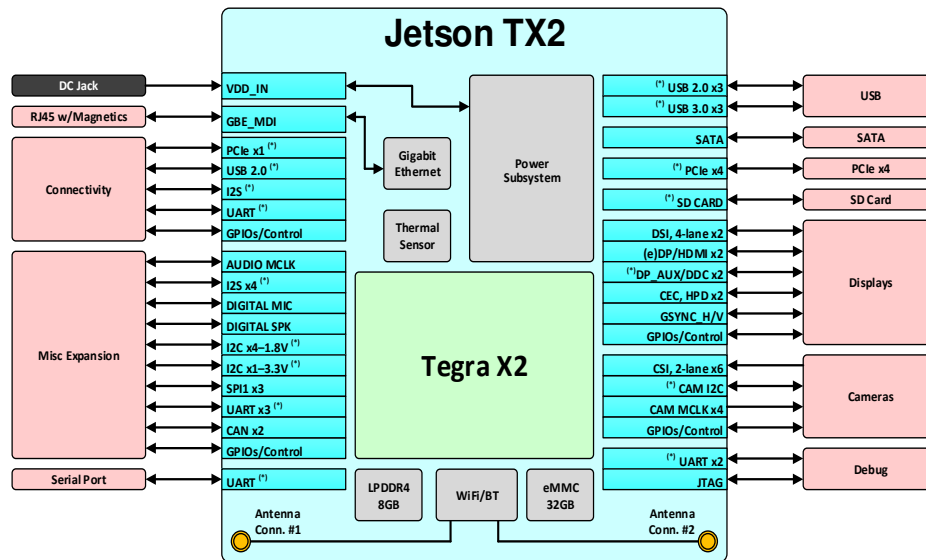 Jetson TX2
DC Jack
RJ45 w/Magnetics
Connectivity
Misc Expansion
Serial Port
VDD_IN
GBE_MDI
PCIe x1 (*)
USB 2.0 (*)
I2S (*)
UART (*)
GPIOs/Control
AUDIO MCLK
I2S x4 (*)
DIGITAL MIC
DIGITAL SPK
I2C x4–1.8V (*)
I2C x1–3.3V (*)
SPI1 x3
UART x3 (*)
CAN x2
GPIOs/Control
UART (*)
Gigabit
Ethernet
Thermal
Sensor
Power
Subsystem
Tegra X2
LPDDR4
8GB
WiFi/BT
eMMC
32GB
Antenna
Conn. #1
Antenna
Conn. #2
(*) USB 2.0 x3
(*) USB 3.0 x3
SATA
(*) PCIe x4
(*) SD CARD
DSI, 4-lane x2
(e)DP/HDMI x2
(*)DP_AUX/DDC x2
CEC, HPD x2
GSYNC_H/V
GPIOs/Control
CSI, 2-lane x6
(*) CAM I2C
CAM MCLK x4
GPIOs/Control
(*) UART x2
JTAG
USB
SATA
PCIe x4
SD Card
Displays
Cameras
Debug